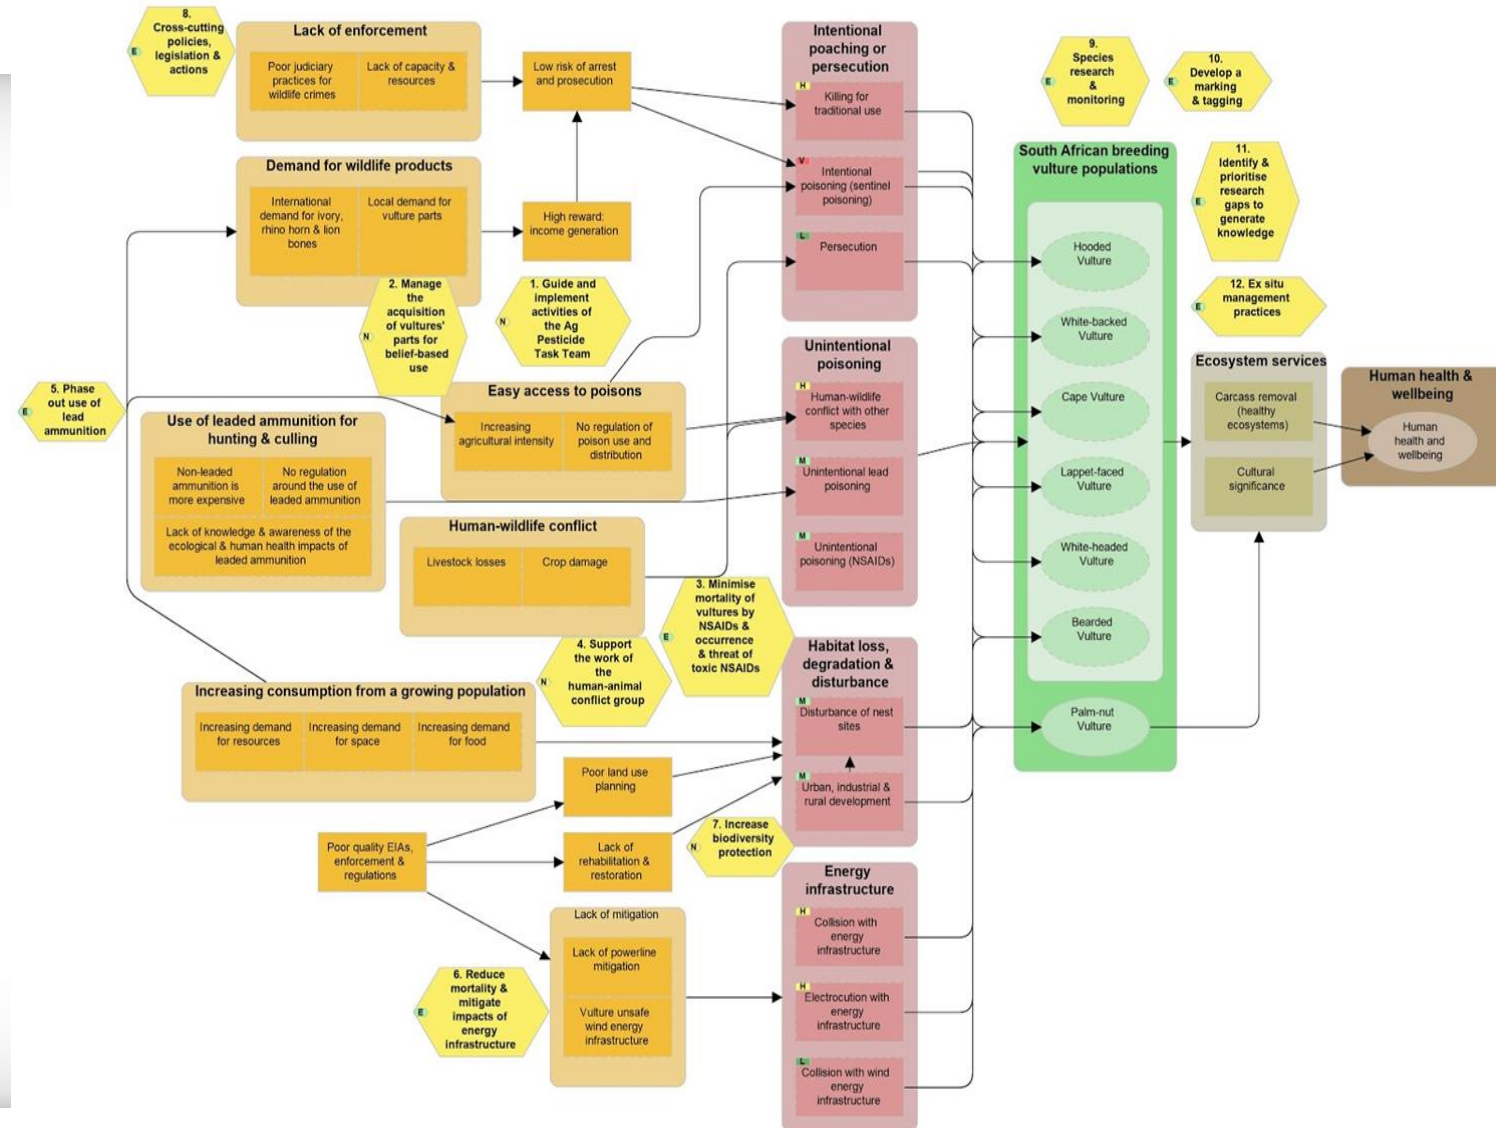 8.
Cross-cutting
policies,
legislation &
actions
E
Lack of enforcement
Poor judiciary
practices for
wildlife crimes
Lack of capacity &
resources
Low risk of arrest
and prosecution
Demand for wildlife products
International
demand for ivory,
rhino horn & lion
bones
Local demand for
vulture parts
High reward:
income generation
2. Manage
the
acquisition
of vultures'
parts for
belief-based
use
N
1. Guide and
implement
activities of
the Ag
Pesticide
Task Team
N
5. Phase
out use of
lead
ammunition
E
Easy access to poisons
Increasing
agricultural intensity
No regulation of
poison use and
distribution
Use of leaded ammunition for
hunting & culling
Non-leaded
ammunition is
more expensive
No regulation
around the use of
leaded ammunition
Lack of knowledge & awareness of the
ecological & human health impacts of
leaded ammunition
Human-wildlife conflict
Livestock losses
Crop damage
3. Minimise
mortality of
vultures by
NSAIDs &
occurrence
& threat of
toxic NSAIDs
E
4. Support
the work of
the
human-animal
conflict group
N
Increasing consumption from a growing population
Increasing demand
for resources
Increasing demand
for space
Increasing demand
for food
Poor land use
planning
Poor quality EIAs,
enforcement &
regulations
Lack of
rehabilitation &
restoration
7. Increase
biodiversity
protection
N
Lack of mitigation
Lack of powerline
mitigation
Vulture unsafe
wind energy
infrastructure
6. Reduce
mortality &
mitigate
impacts of
energy
infrastructure
E
Intentional
poaching or
persecution
H
Killing for
traditional use
V
Intentional
poisoning (sentinel
poisoning)
L
Persecution
Unintentional
poisoning
H
Human-wildlife
conflict with other
species
M
Unintentional lead
poisoning
M
Unintentional
poisoning (NSAIDs)
Habitat loss,
degradation &
disturbance
M
Disturbance of nest
sites
M
Urban, industrial &
rural development
Energy
infrastructure
H
Collision with
energy
infrastructure
H
Electrocution with
energy
infrastructure
L
Collision with wind
energy
infrastructure
9.
Species
research
&
monitoring
E
10.
Develop a
marking
& tagging
E
11.
Identify &
prioritise
research
gaps to
generate
knowledge
E
12. Ex situ
management
practices
E
South African breeding
vulture populations
Hooded
Vulture
White-backed
Vulture
Cape Vulture
Lappet-faced
Vulture
White-headed
Vulture
Bearded
Vulture
Palm-nut
Vulture
Ecosystem services
Carcass removal
(healthy
ecosystems)
Cultural
significance
Human health &
wellbeing
Human
health and
wellbeing